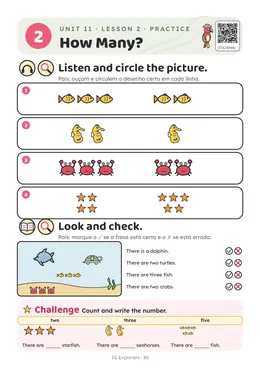 2
UNIT 11 • LESSON 2 • PRACTICE
How Many?
Listen and circle the picture.
Pais: ouçam e circulem o desenho certo em cada linha.
1
2
3
4
Look and check.
Pais: marque o ✓ se a frase está certa e o X se está errada.
There is a dolphin.
There are two turtles.
There are three fish.
There are two crabs.
Challenge Count and write the number.
two three five
There are _____ starfish. There are _____ seahorses. There are _____ fish.